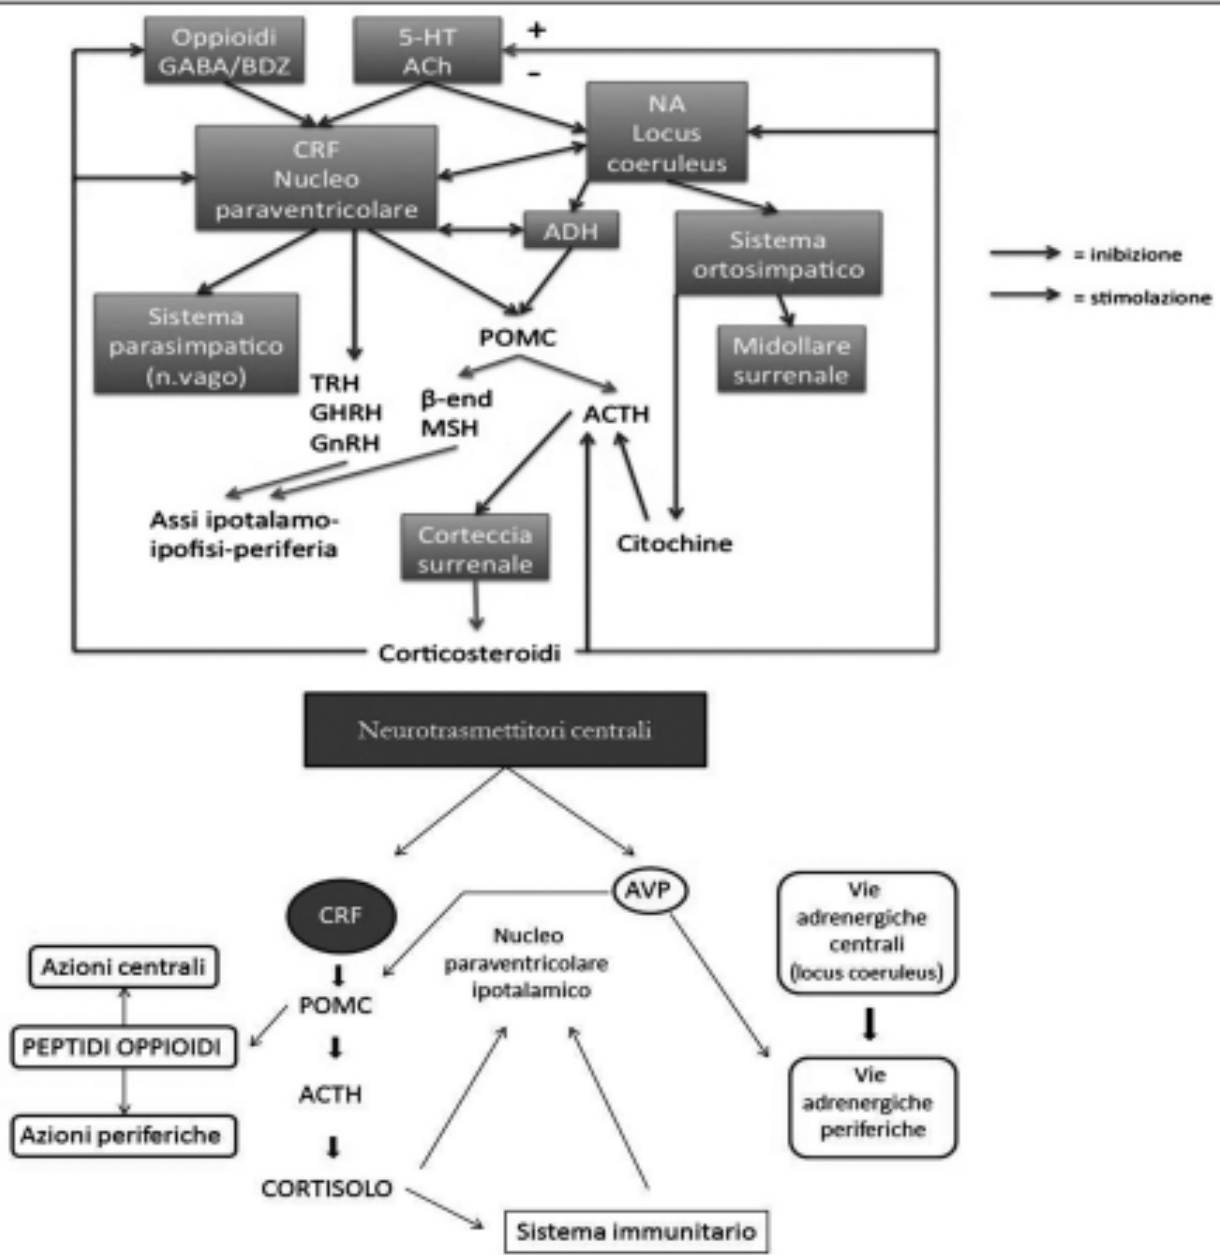 Oppioidi
GABA/BDZ
5-HT
ACh
+
-
NA
Locus
coeruleus
CRF
Nucleo
paraventricolare
ADH
Sistema
ortosimpatico
= inibizione
= stimolazione
Sistema
parasimpatico
(n.vago)
POMC
Midollare
surrenale
TRH
GHRH
GnRH
β-end
MSH
ACTH
Assi ipotalamo-
ipofisi-periferia
Corteccia
surrenale
Citochine
Corticosteroidi
Neurotrasmettitori centrali
CRF
AVP
Vie
adrenergiche
centrali
(locus coeruleus)
Nucleo
paraventricolare
ipotalamico
Azioni centrali
POMC
PEPTIDI OPPIOIDI
ACTH
Vie
adrenergiche
periferiche
Azioni periferiche
CORTISOLO
Sistema immunitario